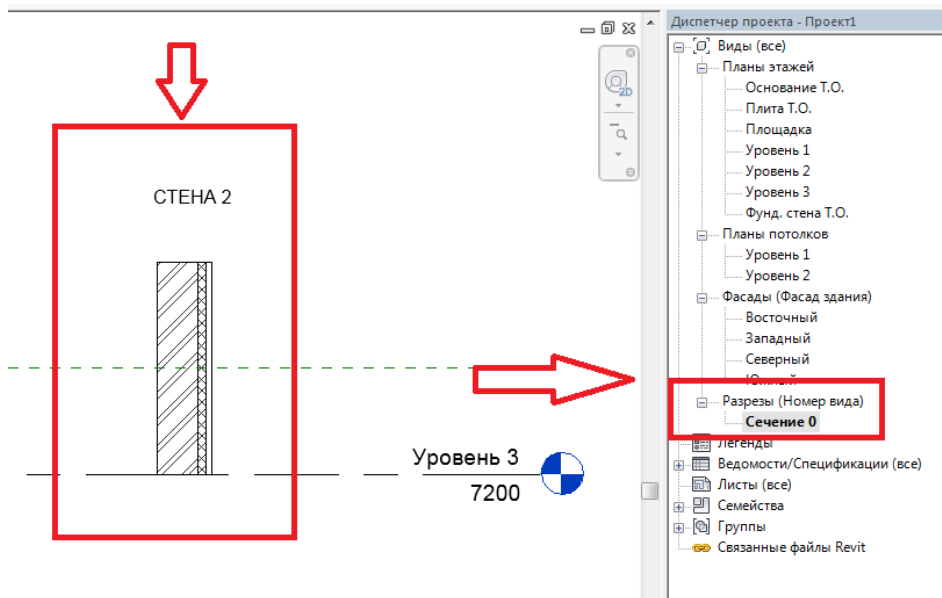 Диспетчер проекта - Проект1
Виды (все)
Планы этажей
Основание Т.О.
Плита Т.О.
Площадка
Уровень 1
Уровень 2
Уровень 3
Фунд. стена Т.О.
Планы потолков
Уровень 1
Уровень 2
Фасады (Фасад здания)
Восточный
Западный
Северный
Южный
Разрезы (Номер вида)
Сечение 0
Легенды
Ведомости/Спецификации (все)
Листы (все)
Семейства
Группы
Связанные файлы Revit
2D
СТЕНА 2
Уровень 3
7200